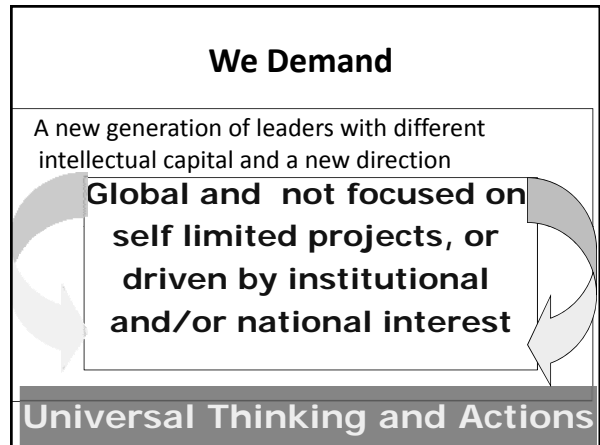 We Demand
A new generation of leaders with different
intellectual capital and a new direction
Global and not focused on
self limited projects, or
driven by institutional
and/or national interest
Universal Thinking and Actions